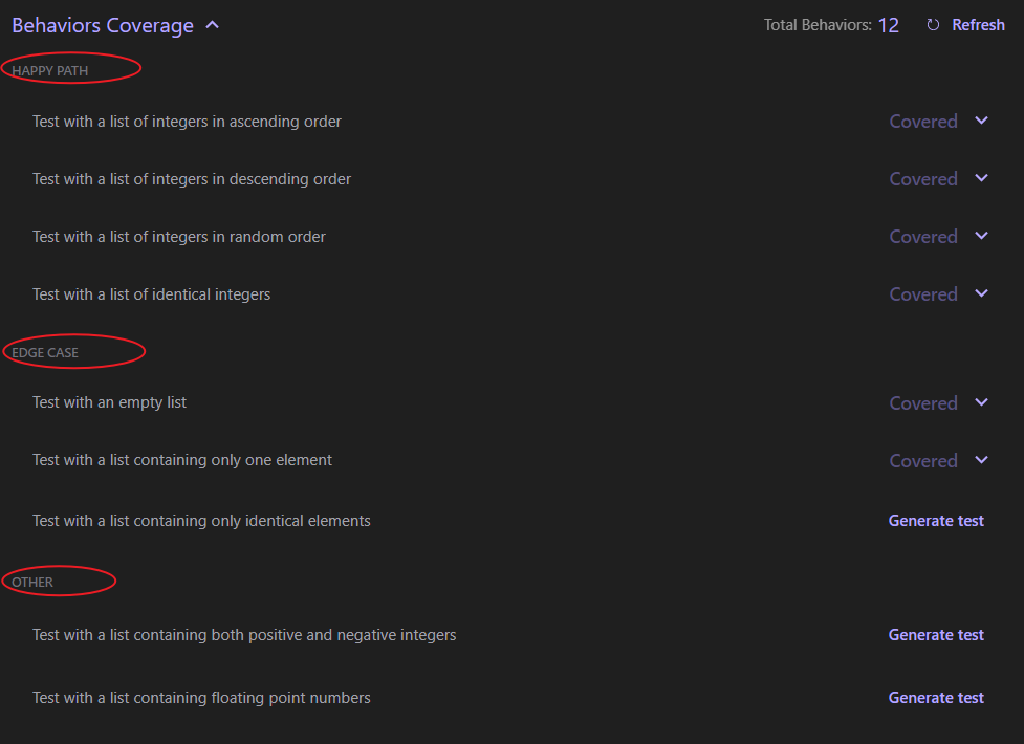 Behaviors Coverage Total Behaviors: 12 Refresh
HAPPY PATH
Test with a list of integers in ascending order Covered
Test with a list of integers in descending order Covered
Test with a list of integers in random order Covered
Test with a list of identical integers Covered
EDGE CASE
Test with an empty list Covered
Test with a list containing only one element Covered
Test with a list containing only identical elements Generate test
OTHER
Test with a list containing both positive and negative integers Generate test
Test with a list containing floating point numbers Generate test